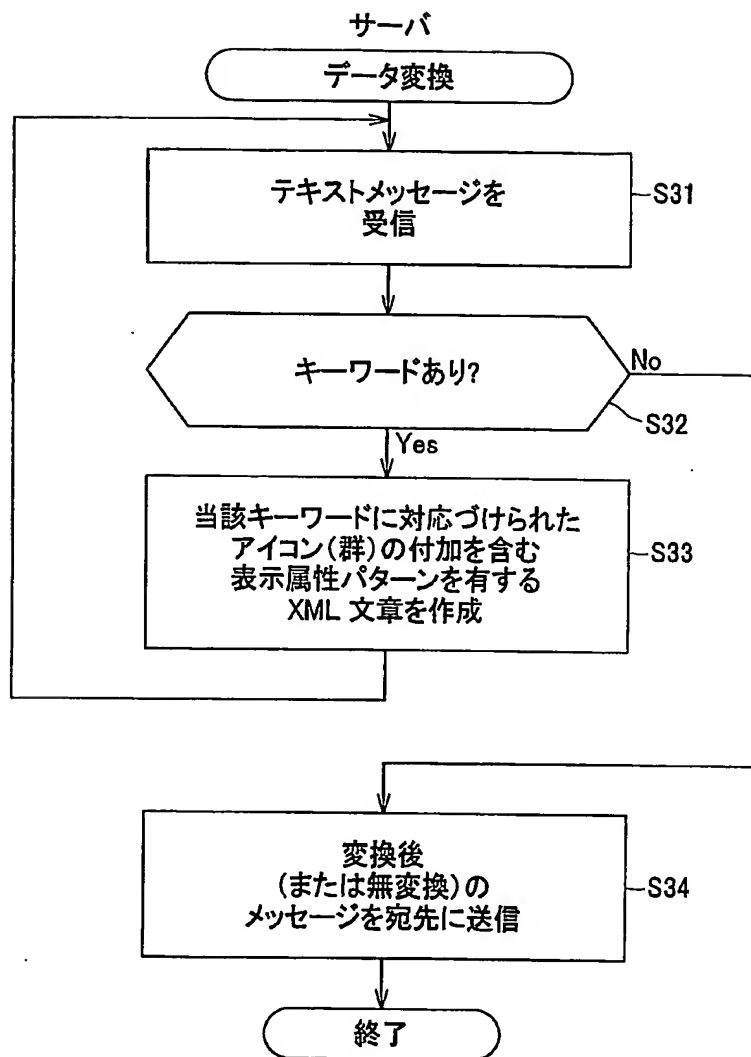 サーバ
データ変換
テキストメッセージを
受信
S31
キーワードあり?
No
S32
Yes
当該キーワードに対応づけられた
アイコン(群)の付加を含む
表示属性パターンを有する
XML 文章を作成
S33
変換後
(または無変換)の
メッセージを宛先に送信
S34
終了